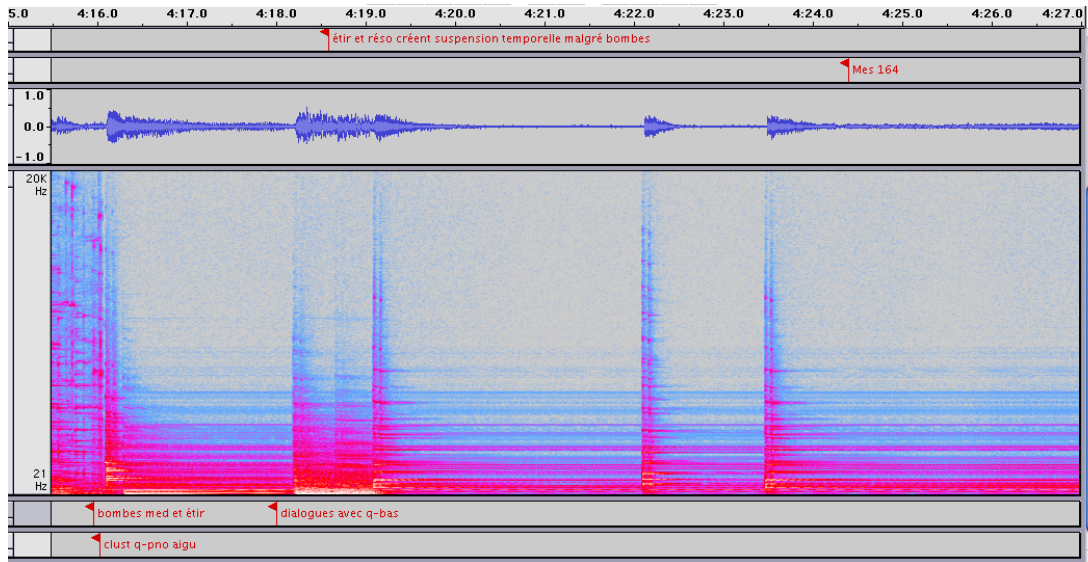 5.0 4:16.0 4:17.0 4:18.0 4:19.0 4:20.0 4:21.0 4:22.0 4:23.0 4:24.0 4:25.0 4:26.0 4:27.0
étir et réso créent suspension temporelle malgré bombes
Mes 164
1.0
0.0
-1.0
20K
Hz
21
Hz
bombes med et étir dialogues avec q-bas
clust q-pno aigu